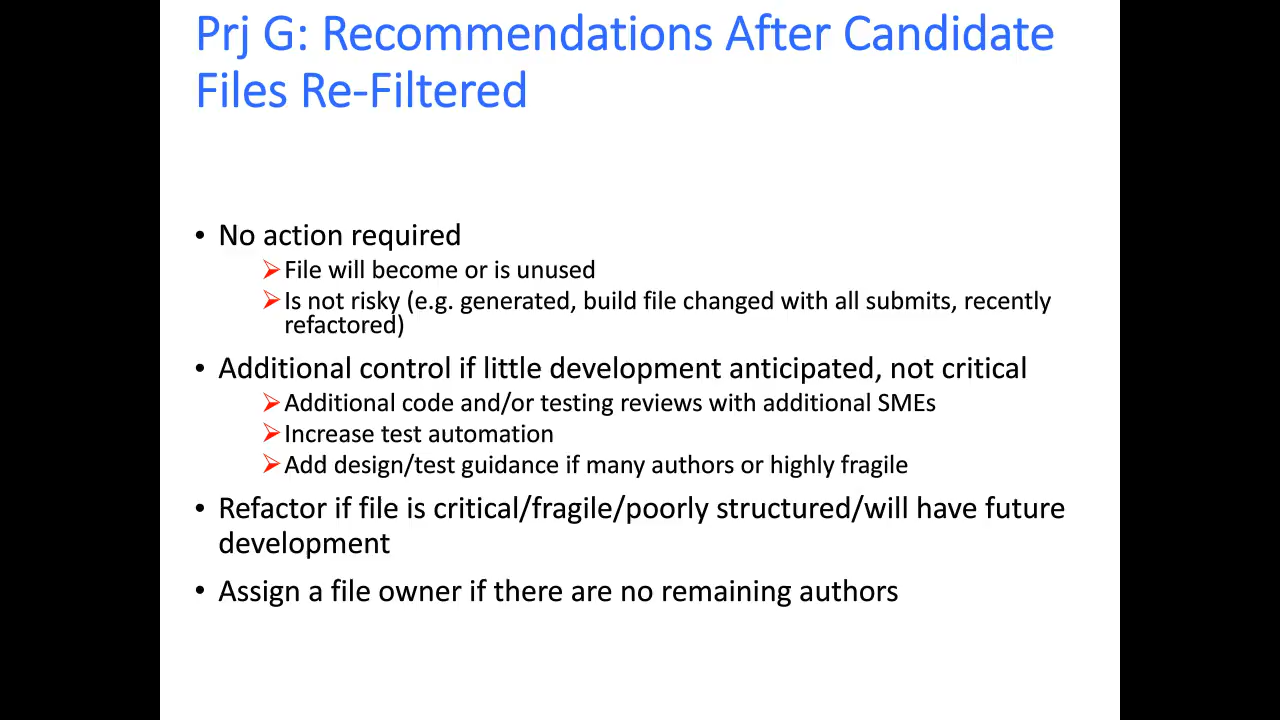 Prj G: Recommendations After Candidate
Files Re-Filtered
• No action required
➢File will become or is unused
➢Is not risky (e.g. generated, build file changed with all submits, recently
refactored)
• Additional control if little development anticipated, not critical
➢Additional code and/or testing reviews with additional SMEs
➢Increase test automation
➢Add design/test guidance if many authors or highly fragile
• Refactor if file is critical/fragile/poorly structured/will have future
development
• Assign a file owner if there are no remaining authors